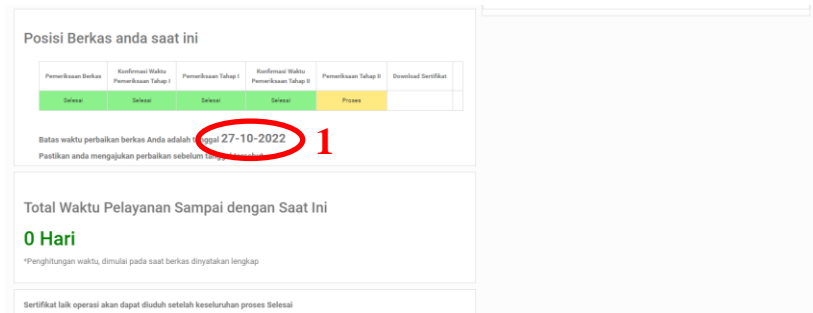 Posisi Berkas anda saat ini
Pemeriksaan Berkas Konfirmasi Waktu Pemeriksaan Tahap I Pemeriksaan Tahap I Konfirmasi Waktu Pemeriksaan Tahap II Pemeriksaan Tahap II Download Sertifikat
Selesai Selesai Selesai Selesai Proses
Batas waktu perbaikan berkas Anda adalah tanggal 27-10-2022
1
Pastikan anda mengajukan perbaikan sebelum tanggal tersebut
Total Waktu Pelayanan Sampai dengan Saat Ini
0 Hari
*Penghitungan waktu, dimulai pada saat berkas dinyatakan lengkap
Sertifikat laik operasi akan dapat diuduh setelah keseluruhan proses Selesai